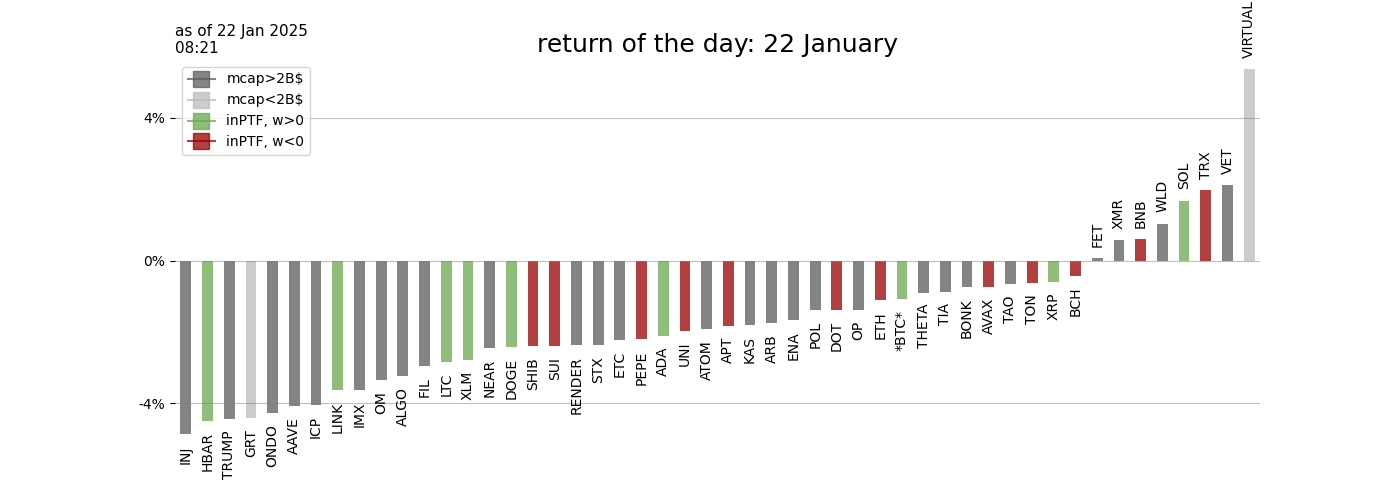 as of 22 Jan 2025
08:21
return of the day: 22 January
mcap>2B$
mcap<2B$
inPTF, w>0
inPTF, w<0
4%
0%
-4%
INJ
HBAR
TRUMP
GRT
ONDO
AAVE
ICP
LINK
IMX
OM
ALGO
FIL
LTC
XLM
NEAR
DOGE
SHIB
SUI
RENDER
STX
ETC
PEPE
ADA
UNI
ATOM
APT
KAS
ARB
ENA
POL
DOT
OP
ETH
*BTC*
THETA
TIA
BONK
AVAX
TAO
TON
XRP
BCH
FET
XMR
BNB
WLD
SOL
TRX
VET
VIRTUAL